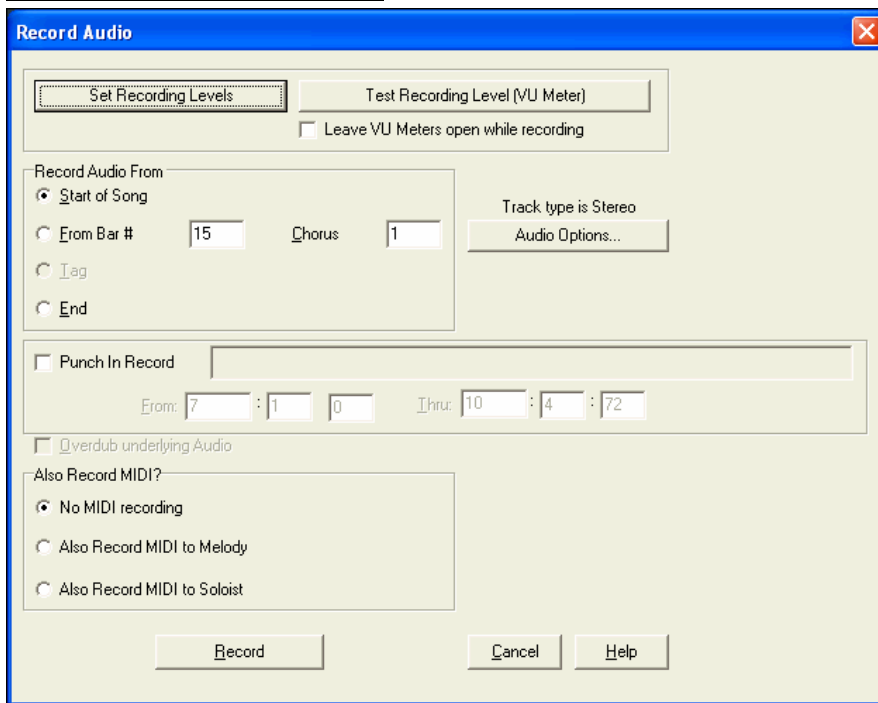 Record Audio
Set Recording Levels
Test Recording Level (VU Meter)
Leave VU Meters open while recording
Record Audio From
Start of Song
From Bar # 15 Chorus 1
Tag
End
Track type is Stereo
Audio Options...
Punch In Record
From: 7 : 1 0 Thru: 10 : 4 : 72
Overdub underlying Audio
Also Record MIDI?
No MIDI recording
Also Record MIDI to Melody
Also Record MIDI to Soloist
Record Cancel Help